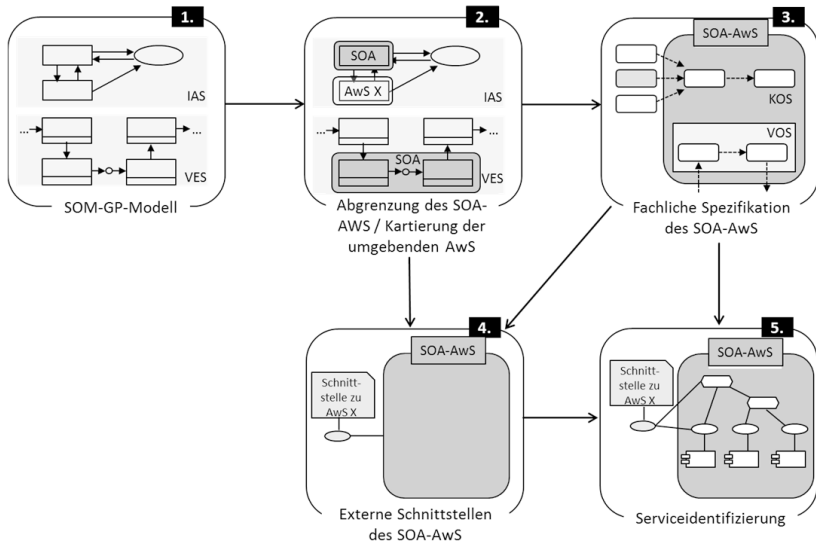 1.
IAS
...
...
VES
SOM-GP-Modell
2.
SOA
AwS X
IAS
...
...
SOA
VES
Abgrenzung des SOA-
AWS / Kartierung der
umgebenden AwS
3.
SOA-AwS
KOS
VOS
Fachliche Spezifikation
des SOA-AwS
4.
SOA-AwS
Schnitt-
stelle zu
AwS X
Externe Schnittstellen
des SOA-AwS
5.
SOA-AwS
Schnitt-
stelle zu
AwS X
Serviceidentifizierung